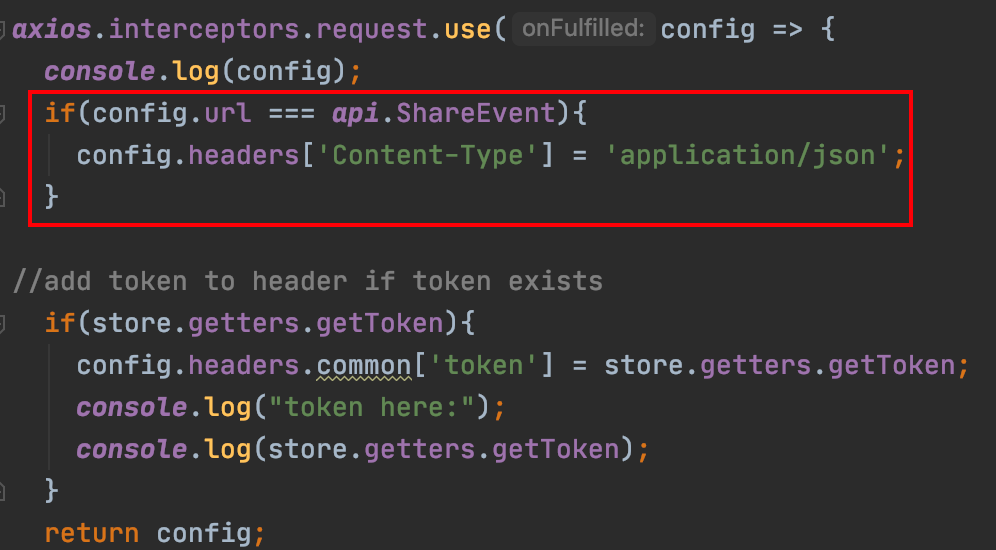 axios.interceptors.request.use( onFulfilled: config => {
console.log(config);
if(config.url === api.ShareEvent){
config.headers['Content-Type'] = 'application/json';
}
//add token to header if token exists
if(store.getters.getToken){
config.headers.common['token'] = store.getters.getToken;
console.log("token here:");
console.log(store.getters.getToken);
}
return config;